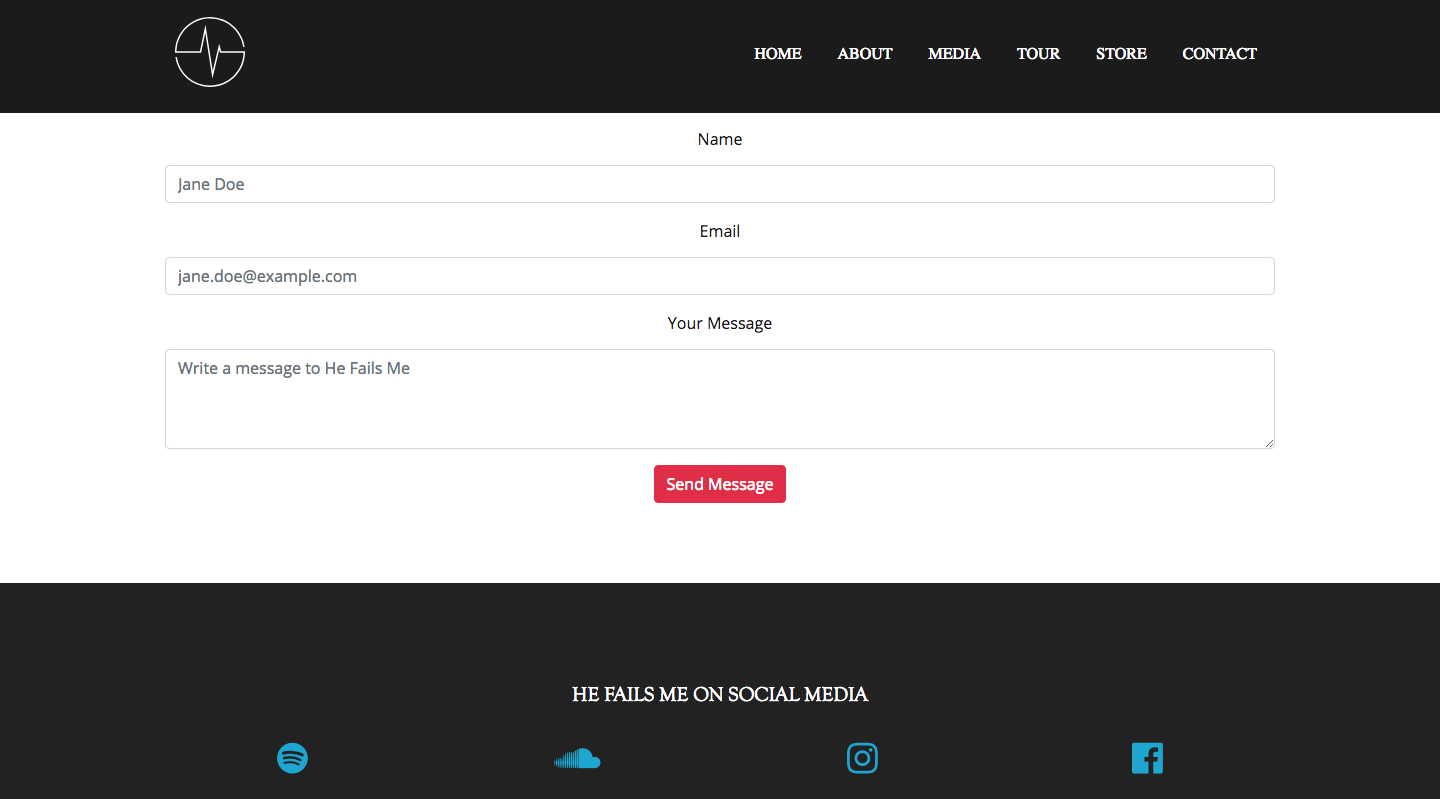 HOME ABOUT MEDIA TOUR STORE CONTACT
Name
Jane Doe
Email
jane.doe@example.com
Your Message
Write a message to He Fails Me
Send Message
HE FAILS ME ON SOCIAL MEDIA